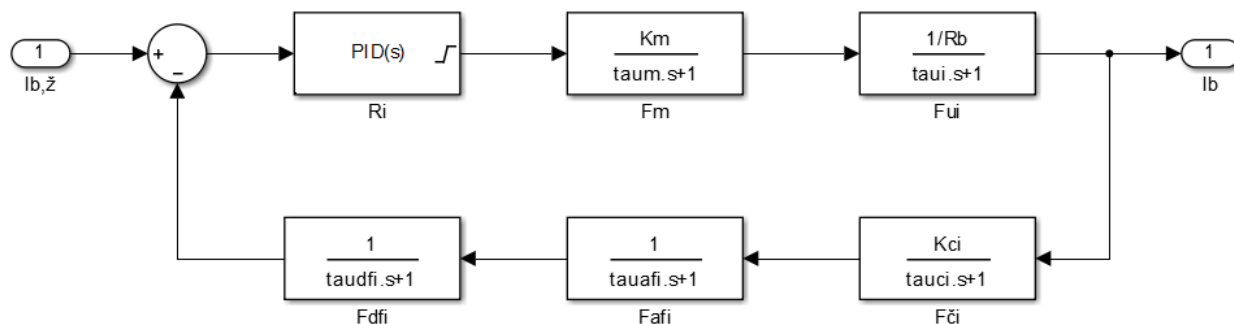 1
Ib,ž
+
−
PID(s)
Ri
Km
taum.s+1
Fm
1/Rb
taui.s+1
Fui
1
Ib
1
taudfi.s+1
Fdfi
1
tauafi.s+1
Fafi
Kci
tauci.s+1
Fči